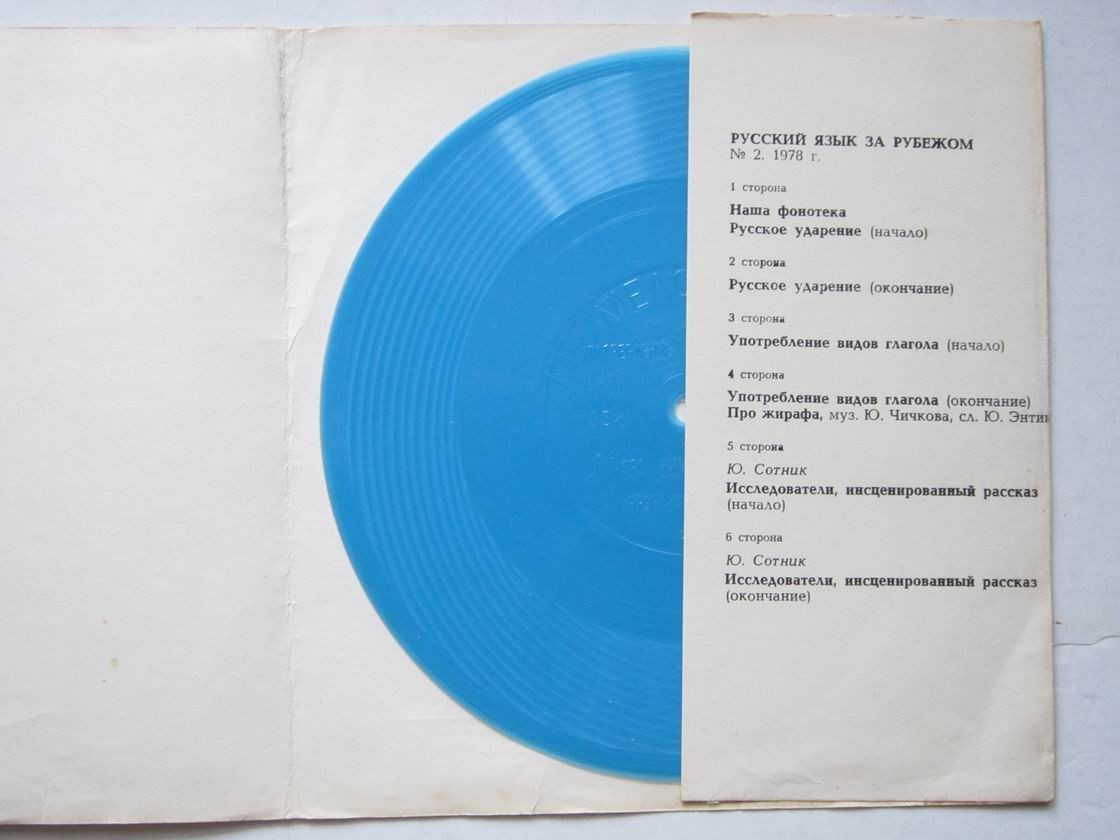 РУССКИЙ ЯЗЫК ЗА РУБЕЖОМ
№ 2. 1978 г.
1 сторона
Наша фонотека
Русское ударение (начало)
2 сторона
Русское ударение (окончание)
3 сторона
Употребление видов глагола (начало)
4 сторона
Употребление видов глагола (окончание)
Про жирафа, муз. Ю. Чичкова, сл. Ю. Энтин
5 сторона
Ю. Сотник
Исследователи, инсценированный рассказ
(начало)
6 сторона
Ю. Сотник
Исследователи, инсценированный рассказ
(окончание)